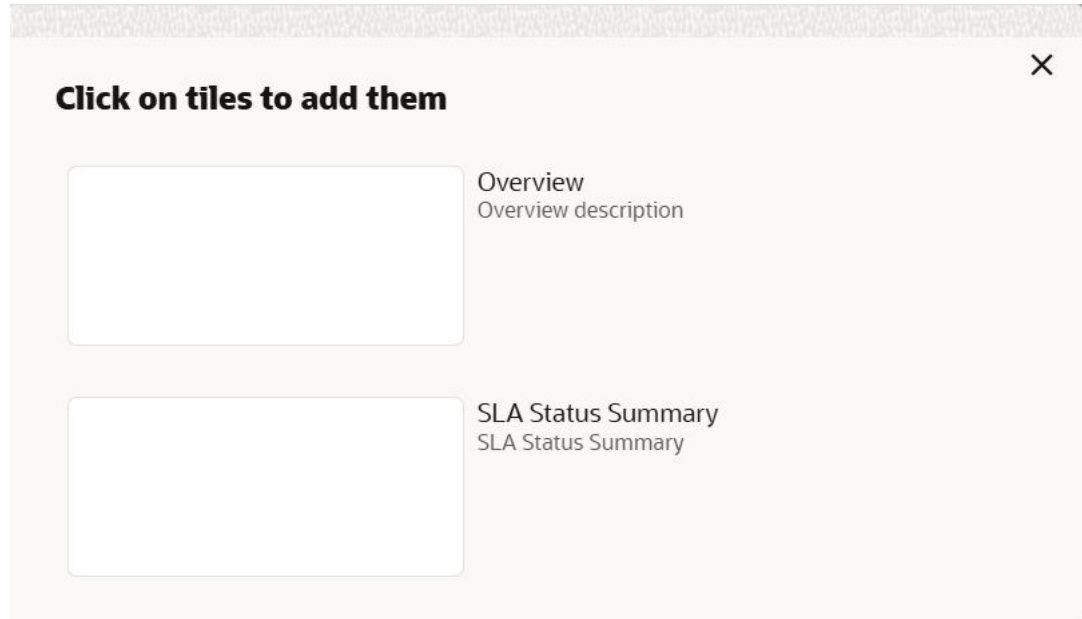 Click on tiles to add them
Overview
Overview description
SLA Status Summary
SLA Status Summary